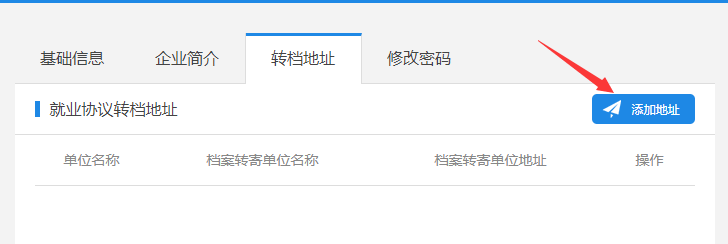 基础信息 企业简介 转档地址 修改密码
就业协议转档地址 添加地址
单位名称 档案转寄单位名称 档案转寄单位地址 操作